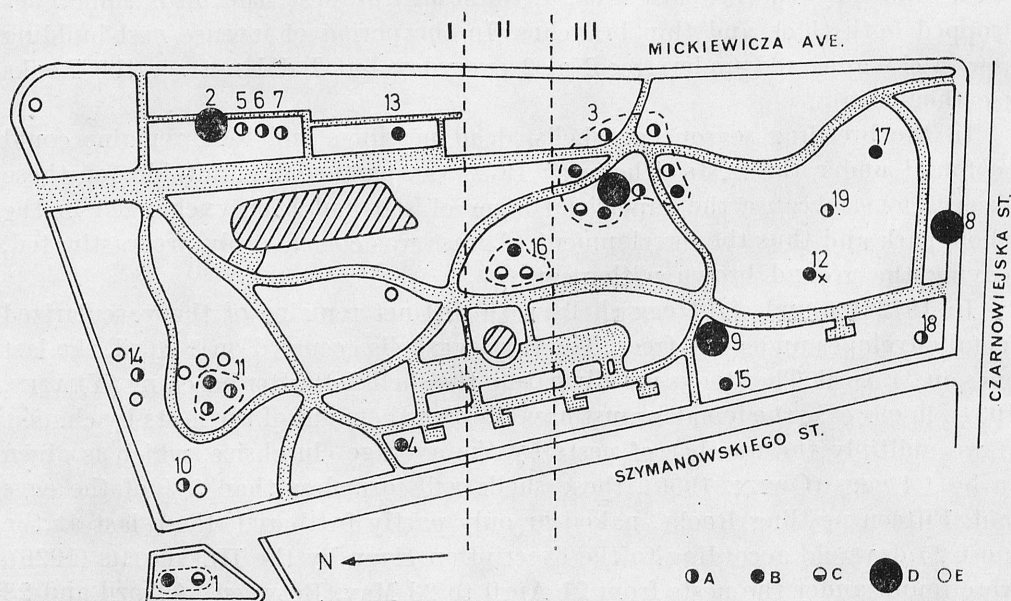 I II III
MICKIEWICZA AVE.
2 5 6 7 13 3
17
19
8
16
12
CZARNOWIEJSKA ST.
14 11 9 18
15
4
SZYMANOWSKIEGO ST.
10
N
1
A B C D E